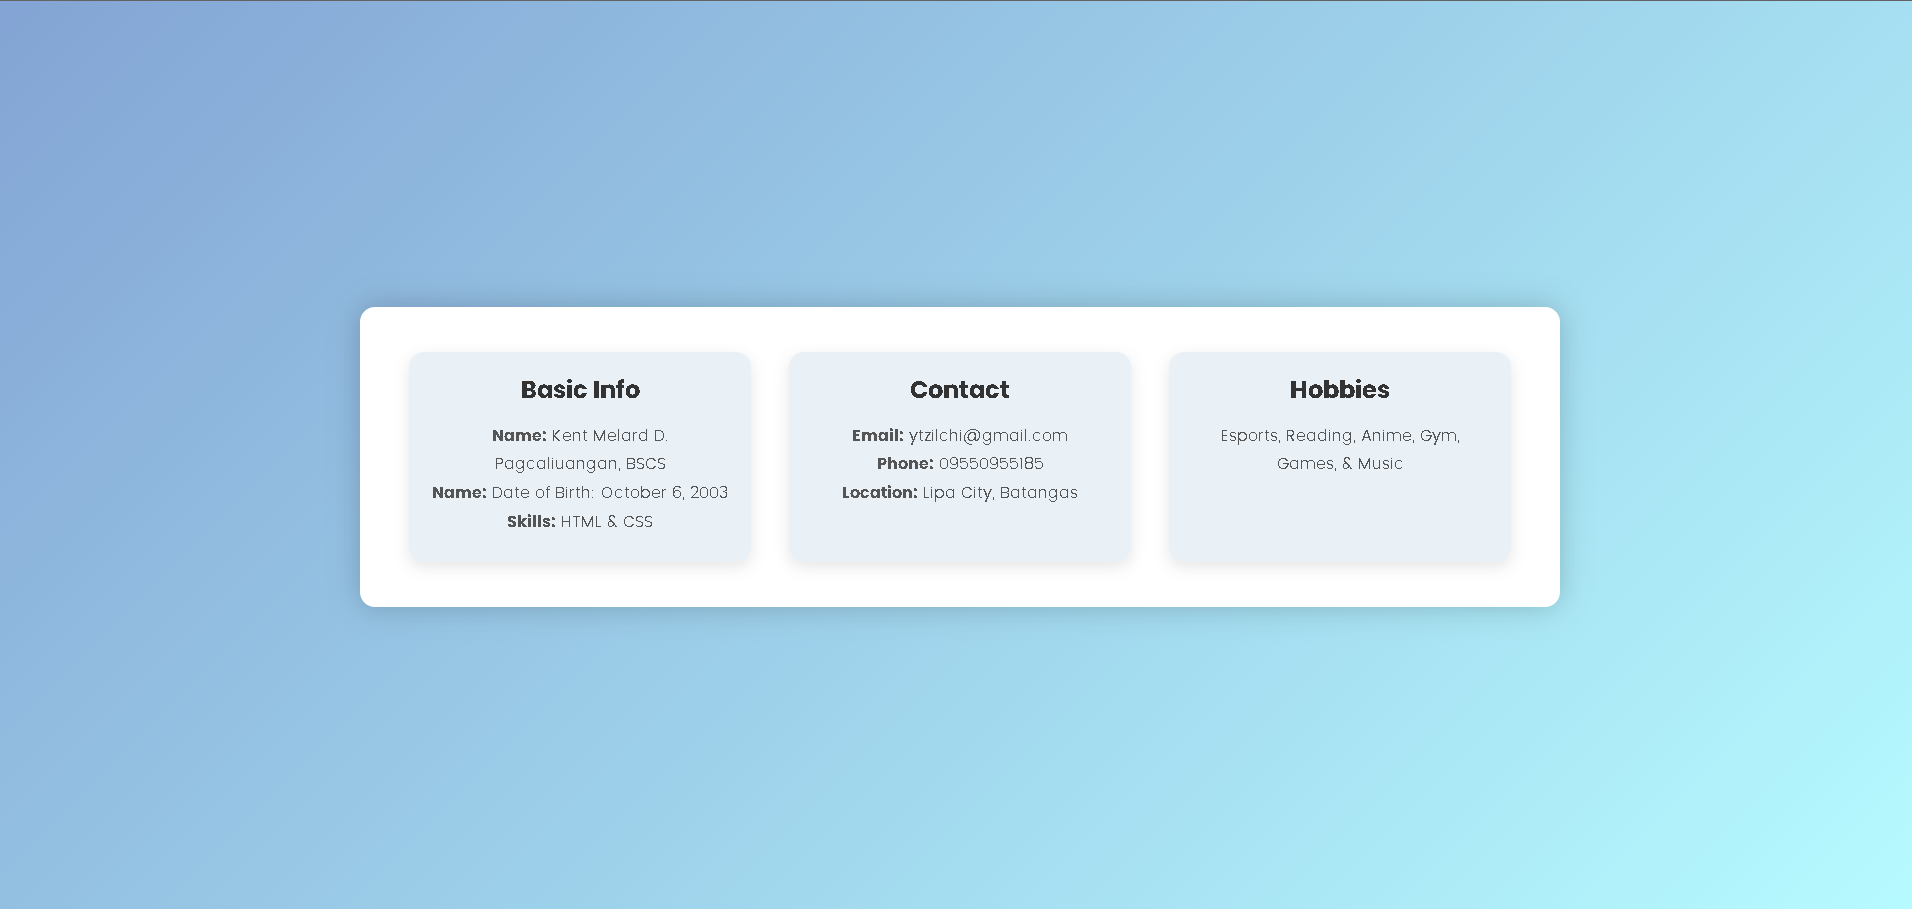 Basic Info
Name: Kent Melard D.
Pagcaliuangan, BSCS
Name: Date of Birth: October 6, 2003
Skills: HTML & CSS
Contact
Email: ytzilchi@gmail.com
Phone: 09550955185
Location: Lipa City, Batangas
Hobbies
Esports, Reading, Anime, Gym,
Games, & Music